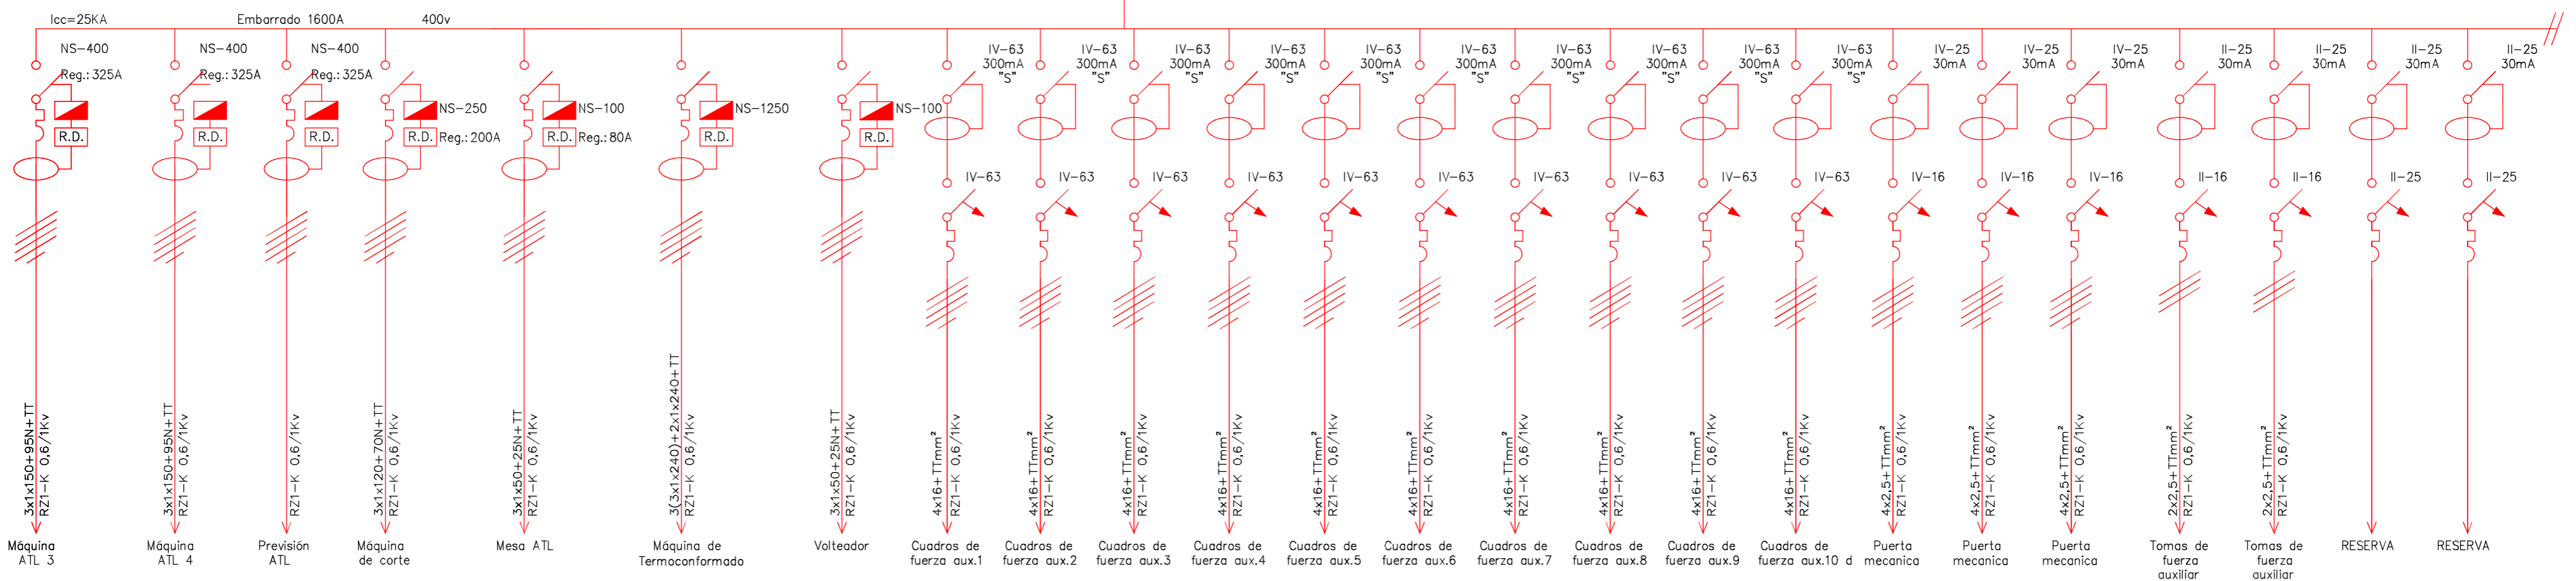 Icc=25KA Embarrado 1600A 400v
NS-400 NS-400 NS-400 IV-63 IV-63 IV-63 IV-63 IV-63 IV-63 IV-63 IV-63 IV-63 IV-63 IV-25 IV-25 IV-25 II-25 II-25 II-25 II-25
300mA 300mA 300mA 300mA 300mA 300mA 300mA 300mA 300mA 300mA 30mA 30mA 30mA 30mA 30mA 30mA 30mA
Reg.:325A Reg.:325A Reg.:325A "S" "S" "S" "S" "S" "S" "S" "S" "S" "S"
NS-250 NS-100 NS-1250 NS-100
R.D. R.D. R.D. R.D. Reg.:200A R.D. Reg.:80A R.D. R.D.
IV-63 IV-63 IV-63 IV-63 IV-63 IV-63 IV-63 IV-63 IV-63 IV-63 IV-16 IV-16 IV-16 II-16 II-16 II-25 II-25
3x1x150+95N+TT
RZ1-K 0,6/1Kv
3x1x150+95N+TT
RZ1-K 0,6/1Kv
RZ1-K 0,6/1Kv
3x1x120+70N+TT
RZ1-K 0,6/1Kv
3x1x50+25N+TT
RZ1-K 0,6/1Kv
3(3x1x240)+2x1x240+TT
RZ1-K 0,6/1Kv
3x1x50+25N+TT
RZ1-K 0,6/1Kv
4x16+TTmm²
RZ1-K 0,6/1Kv
4x16+TTmm²
RZ1-K 0,6/1Kv
4x16+TTmm²
RZ1-K 0,6/1Kv
4x16+TTmm²
RZ1-K 0,6/1Kv
4x16+TTmm²
RZ1-K 0,6/1Kv
4x16+TTmm²
RZ1-K 0,6/1Kv
4x16+TTmm²
RZ1-K 0,6/1Kv
4x16+TTmm²
RZ1-K 0,6/1Kv
4x16+TTmm²
RZ1-K 0,6/1Kv
4x16+TTmm²
RZ1-K 0,6/1Kv
4x2,5+TTmm²
RZ1-K 0,6/1Kv
4x2,5+TTmm²
RZ1-K 0,6/1Kv
4x2,5+TTmm²
RZ1-K 0,6/1Kv
2x2,5+TTmm²
RZ1-K 0,6/1Kv
2x2,5+TTmm²
RZ1-K 0,6/1Kv
Máquina
ATL 3
Máquina
ATL 4
Previsión
ATL
Máquina
de corte
Mesa ATL
Máquina de
Termoconformado
Volteador
Cuadros de
fuerza aux.1
Cuadros de
fuerza aux.2
Cuadros de
fuerza aux.3
Cuadros de
fuerza aux.4
Cuadros de
fuerza aux.5
Cuadros de
fuerza aux.6
Cuadros de
fuerza aux.7
Cuadros de
fuerza aux.8
Cuadros de
fuerza aux.9
Cuadros de
fuerza aux.10 d
Puerta
mecanica
Puerta
mecanica
Puerta
mecanica
Tomas de
fuerza
auxiliar
Tomas de
fuerza
auxiliar
RESERVA
RESERVA